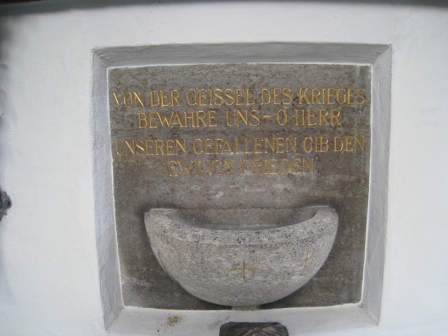 VON DER GEISSEL DES KRIEGES
BEWAHRE UNS - O HERR
UNSEREN GEFALLENEN GIB DEN
EWIGEN FRIEDEN